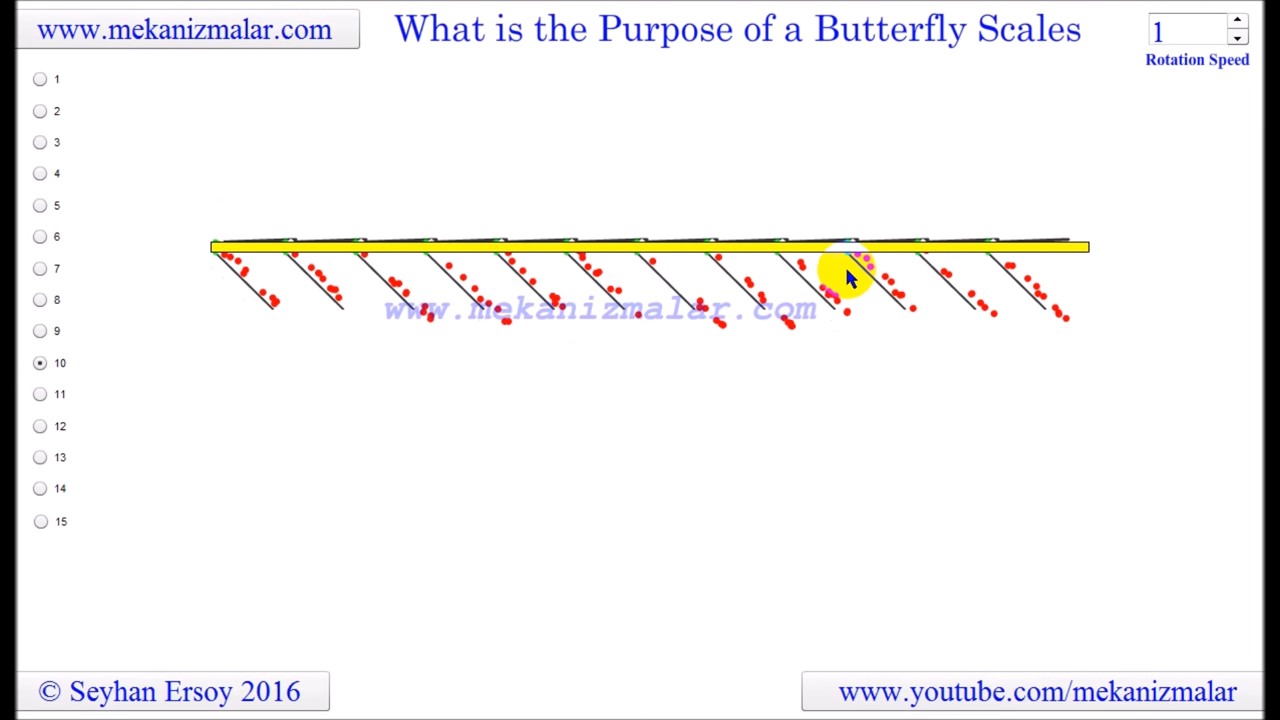 www.mekanizmalar.com
What is the Purpose of a Butterfly Scales
1
Rotation Speed
1
2
3
4
5
6
7
8
9
10
11
12
13
14
15
www.mekanizmalar.com
© Seyhan Ersoy 2016
www.youtube.com/mekanizmalar